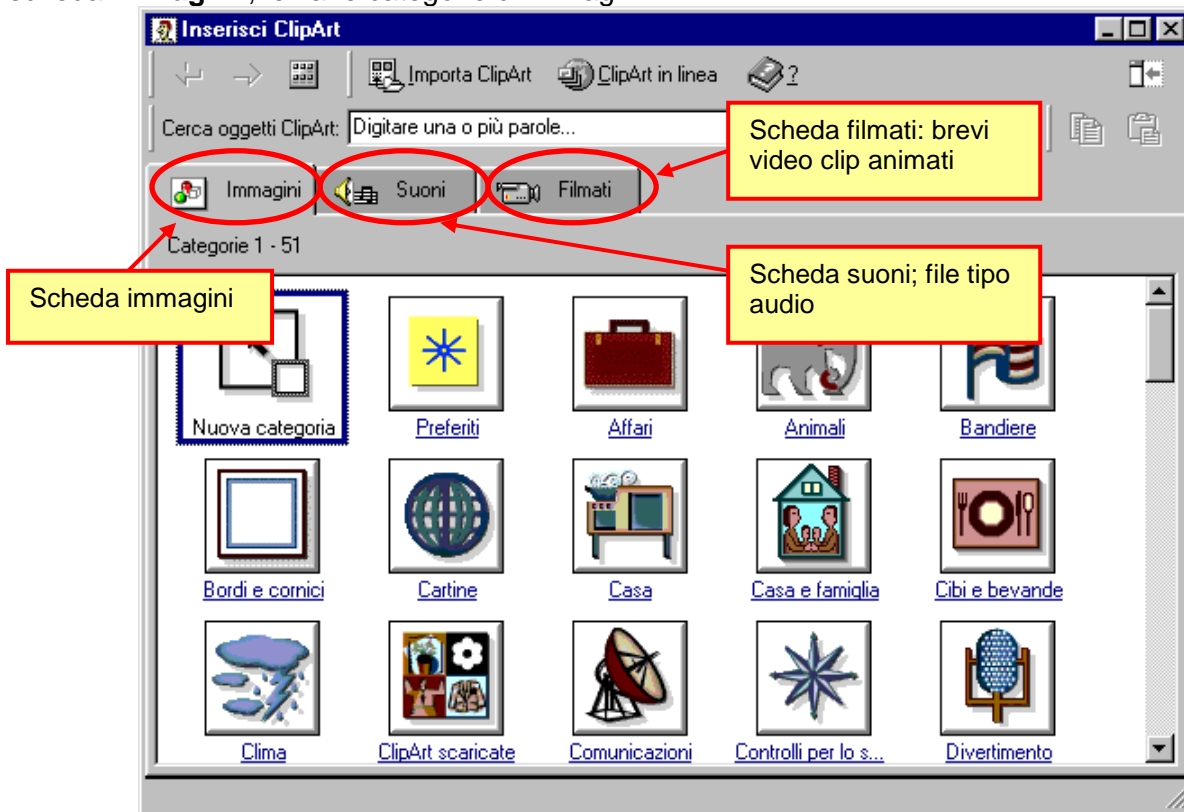 Inserisci ClipArt
Importa ClipArt ClipArt in linea ?
Cerca oggetti ClipArt: Digitare una o più parole...
Scheda filmati: brevi
video clip animati
Immagini Suoni Filmati
Categorie 1 - 51
Scheda immagini
Scheda suoni; file tipo
audio
Nuova categoria Preferiti Affari Animali Bandiere
Bordi e cornici Cartine Casa Casa e famiglia Cibi e bevande
Clima ClipArt scaricate Comunicazioni Controlli per lo s... Divertimento